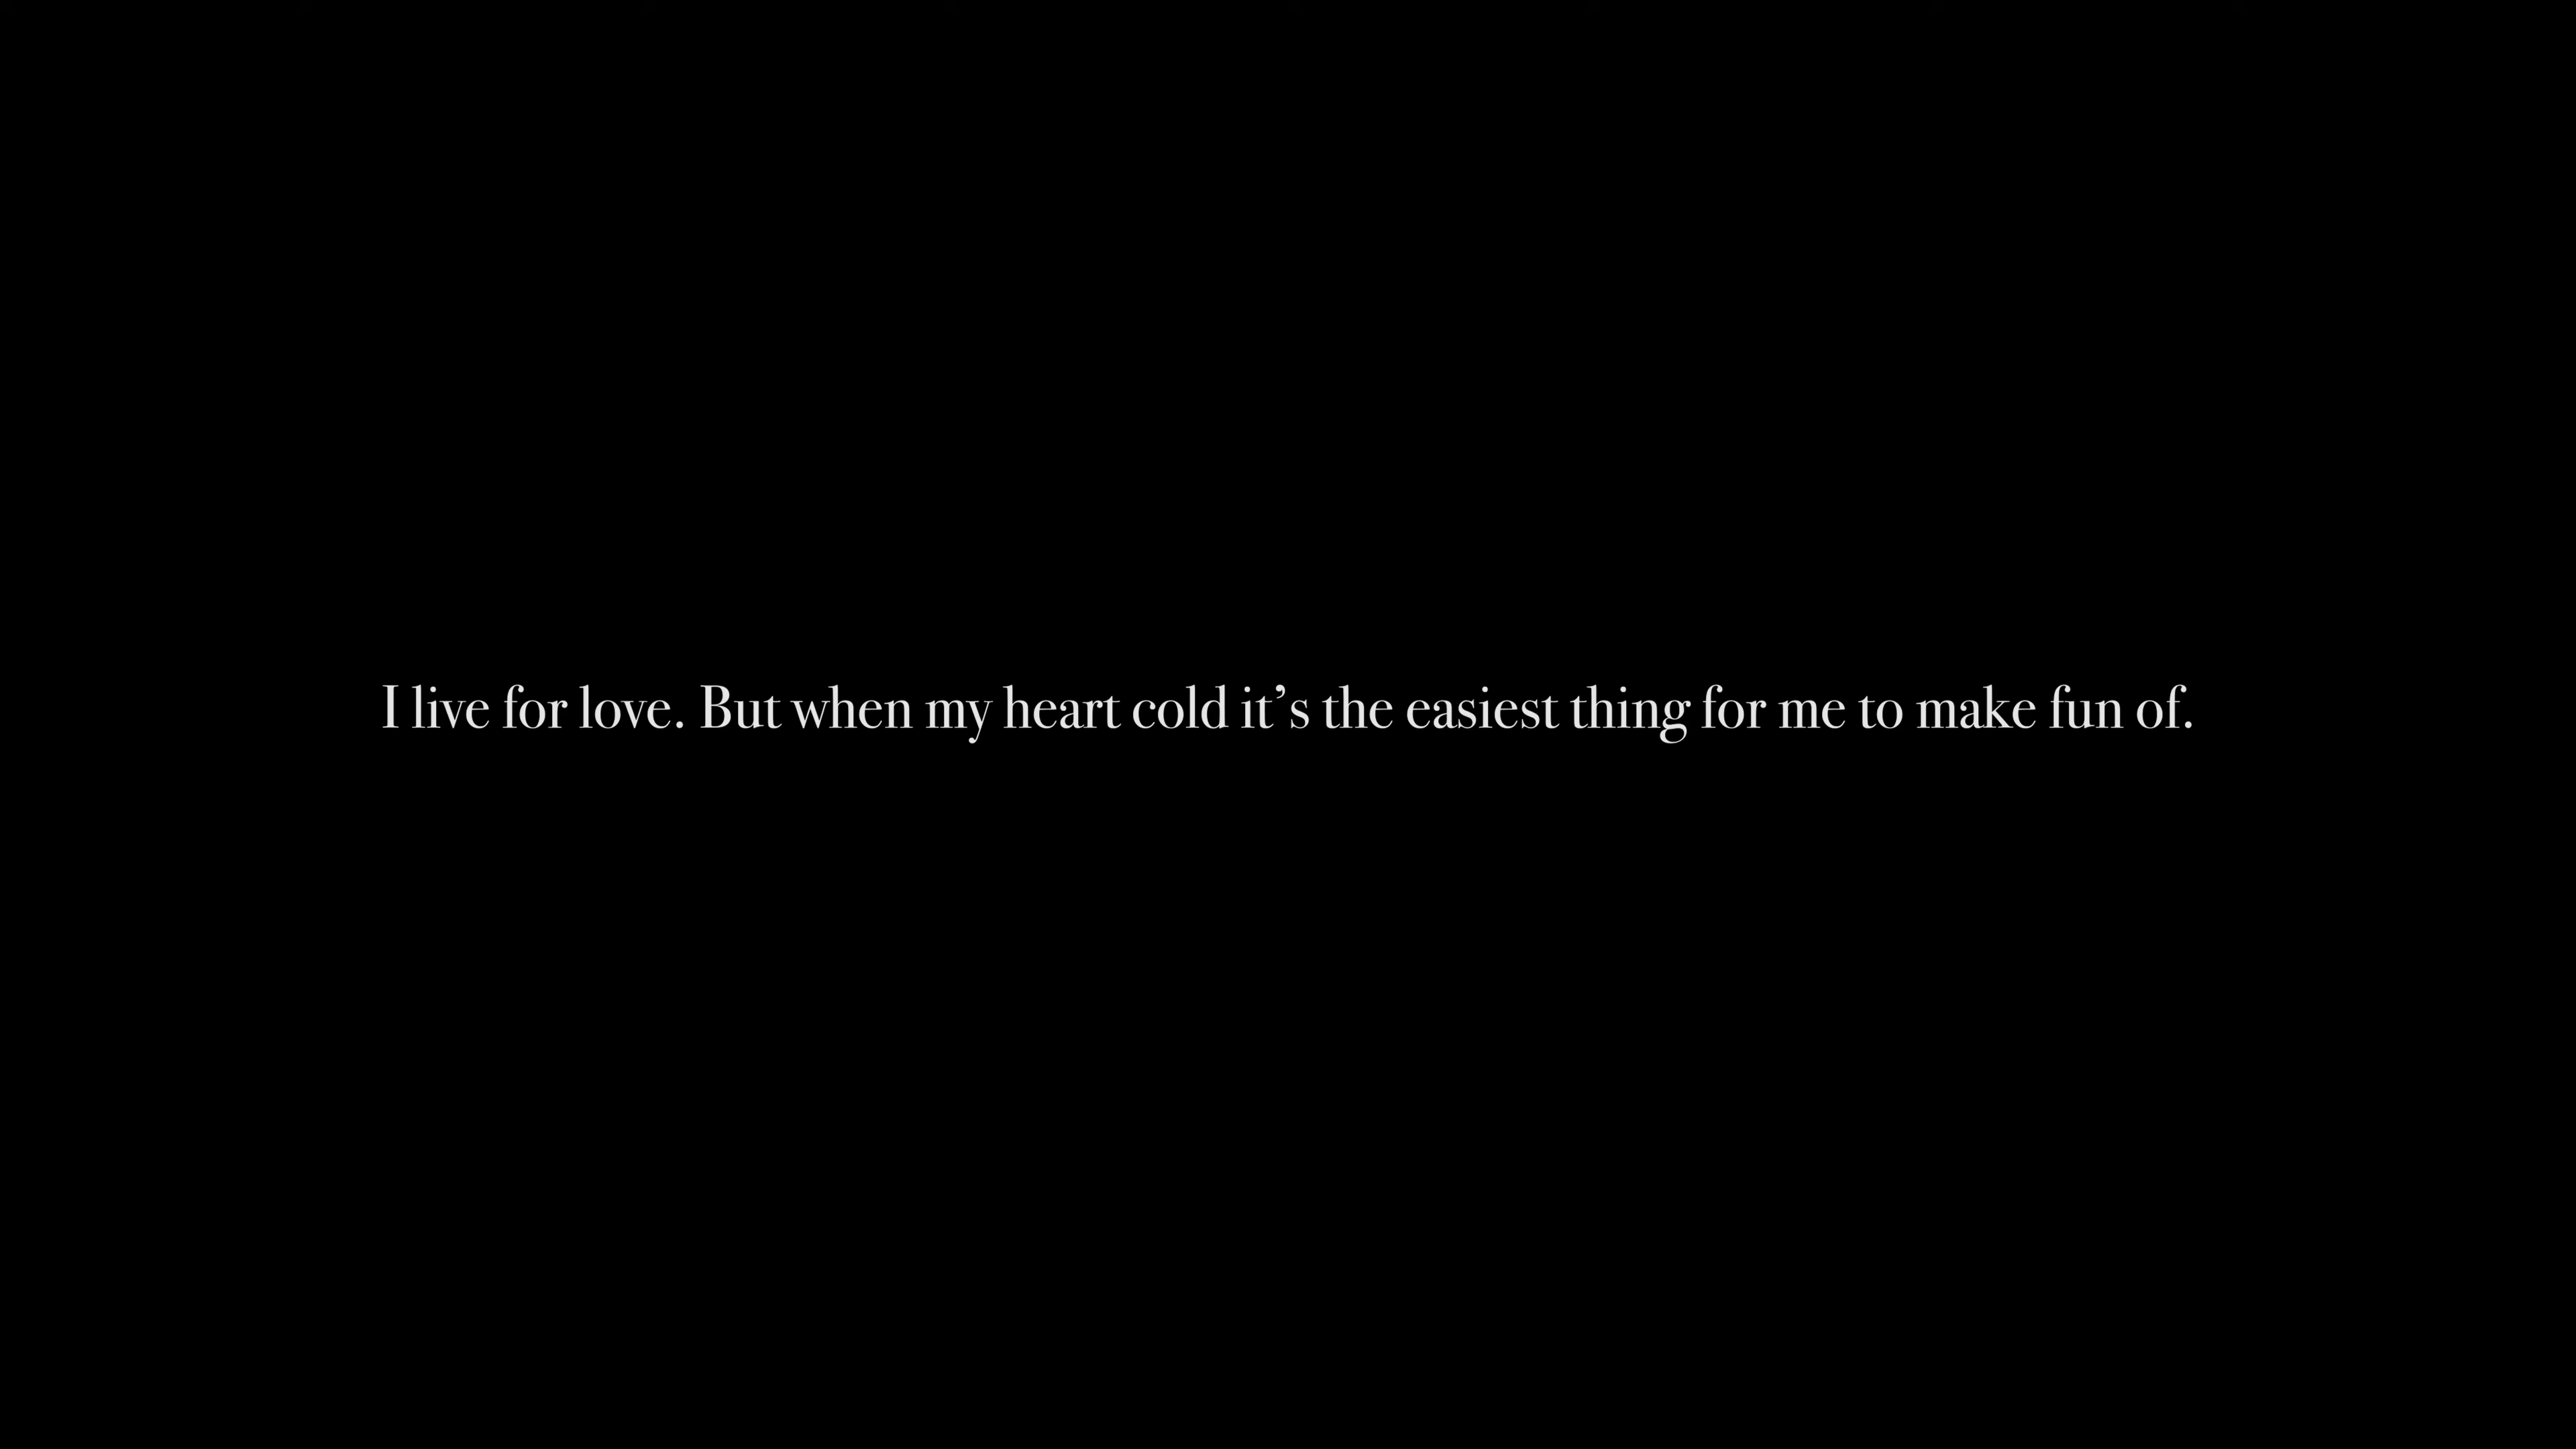 I live for love. But when my heart cold it’s the easiest thing for me to make fun of.